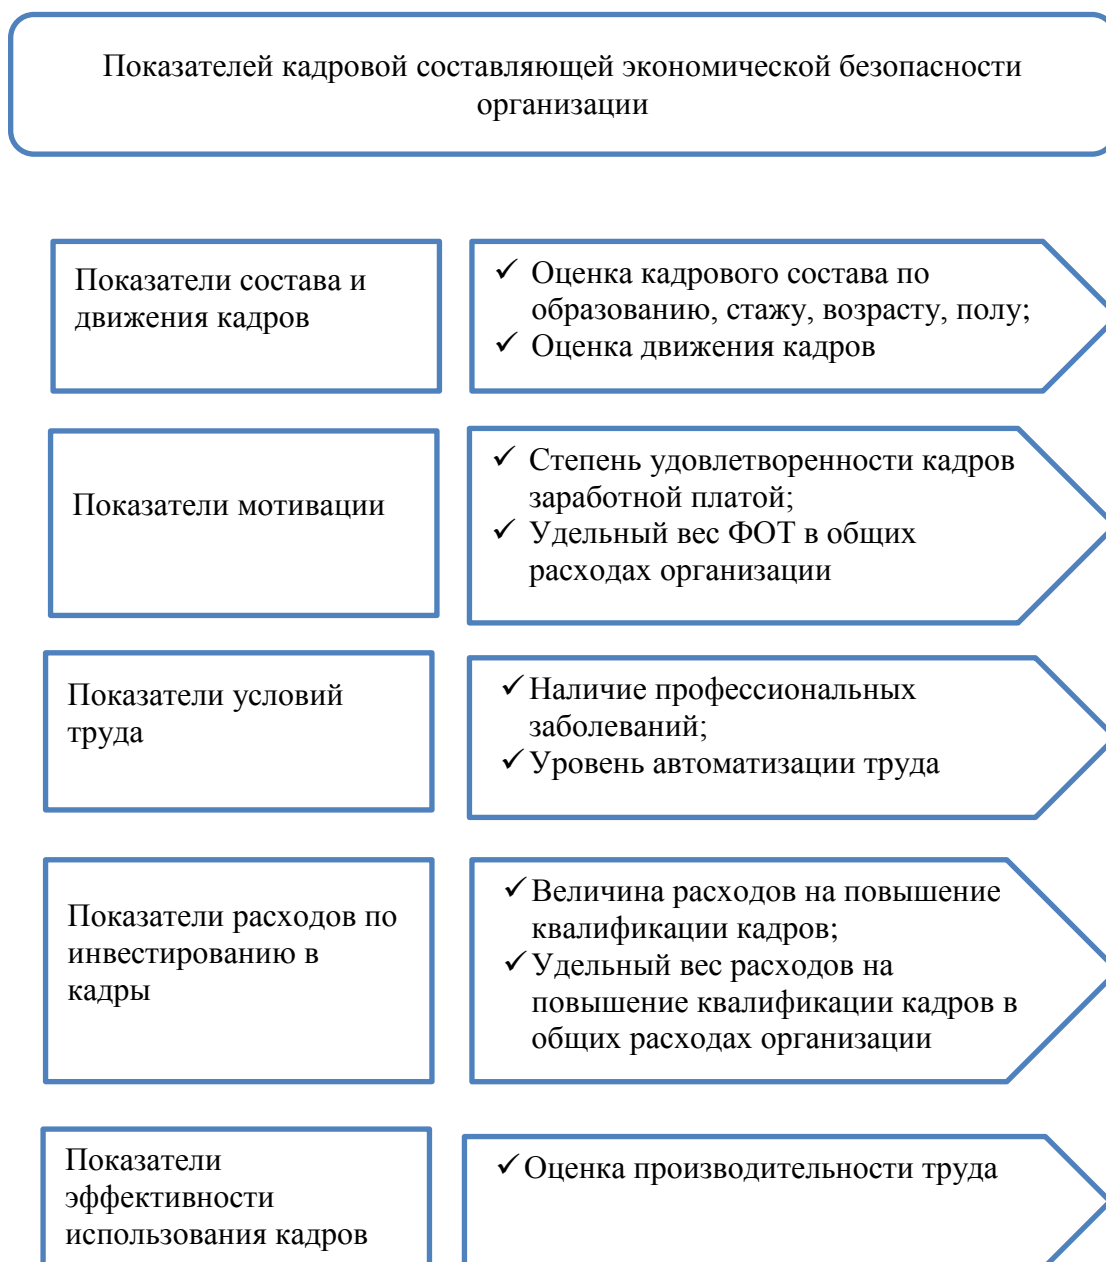 Показателей кадровой составляющей экономической безопасности
организации
Показатели состава и
движения кадров
✓ Оценка кадрового состава по
образованию, стажу, возрасту, полу;
✓ Оценка движения кадров
Показатели мотивации
✓ Степень удовлетворенности кадров
заработной платой;
✓ Удельный вес ФОТ в общих
расходах организации
Показатели условий
труда
✓ Наличие профессиональных
заболеваний;
✓ Уровень автоматизации труда
Показатели расходов по
инвестированию в
кадры
✓ Величина расходов на повышение
квалификации кадров;
✓ Удельный вес расходов на
повышение квалификации кадров в
общих расходах организации
Показатели
эффективности
использования кадров
✓ Оценка производительности труда